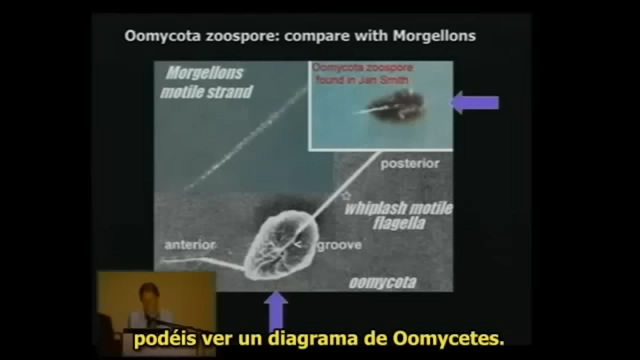 Oomycota zoospore: compare with Morgellons
Morgellons
motile strand
Oomycota zoospore
found in Jan Smith
posterior
whiplash motile
flagella
anterior
groove
oomycota
podéis ver un diagrama de Oomycetes.